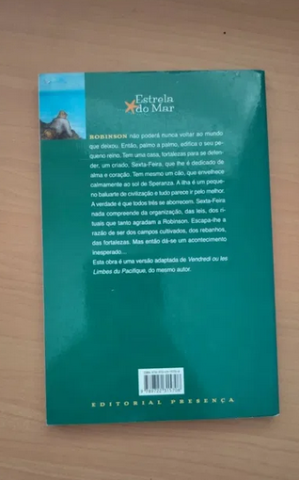 Estrela
do Mar
ROBINSON não poderá nunca voltar ao mundo
que deixou. Então, palmo a palmo, edifica o seu pe-
queno reino. Tem uma casa, fortalezas para se defen-
der, um criado, Sexta-Feira, que lhe é dedicado de
alma e coração. Tem mesmo um cão, que envelhece
calmamente ao sol de Speranza. A ilha é um peque-
no baluarte de civilização e tudo parece ir pelo melhor.
A verdade é que todos três se aborrecem. Sexta-Feira
nada compreende da organização, das leis, dos ri-
tuais que tanto agradam a Robinson. Escapa-lhe a
razão de ser dos campos cultivados, dos rebanhos,
das fortalezas. Mas então dá-se um acontecimento
inesperado...
Esta obra é uma versão adaptada de Vendredi ou les
Limbes du Pacifique, do mesmo autor.
EDITORIAL PRESENÇA